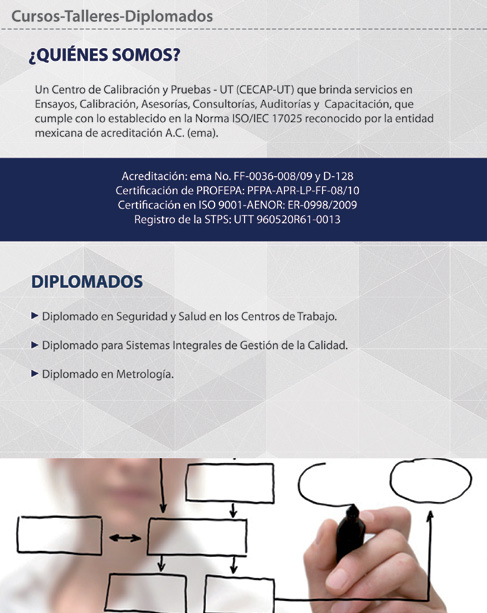 Cursos-Talleres-Diplomados
¿QUIÉNES SOMOS?
Un Centro de Calibración y Pruebas - UT (CECAP-UT) que brinda servicios en
Ensayos, Calibración, Asesorías, Consultorías, Auditorías y Capacitación, que
cumple con lo establecido en la Norma ISO/IEC 17025 reconocido por la entidad
mexicana de acreditación A.C. (ema).
Acreditación: ema No. FF-0036-008/09 y D-128
Certificación de PROFEPA: PFPA-APR-LP-FF-08/10
Certificación en ISO 9001-AENOR: ER-0998/2009
Registro de la STPS: UTT 960520R61-0013
DIPLOMADOS
Diplomado en Seguridad y Salud en los Centros de Trabajo.
Diplomado para Sistemas Integrales de Gestión de la Calidad.
Diplomado en Metrología.